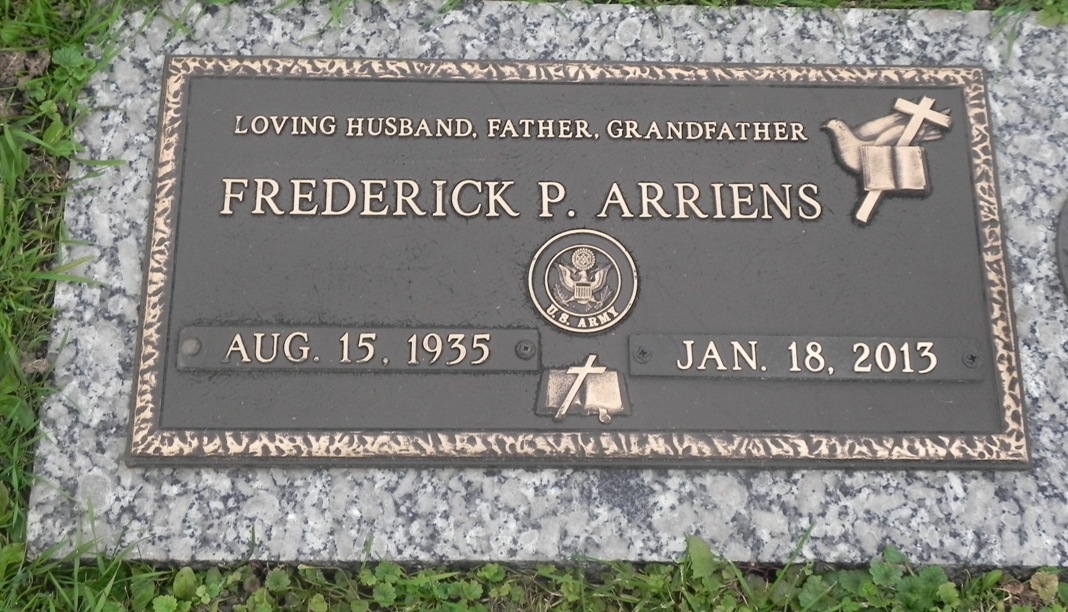 LOVING HUSBAND, FATHER, GRANDFATHER
FREDERICK P. ARRIENS
U.S. ARMY
AUG. 15, 1935
JAN. 18, 2013